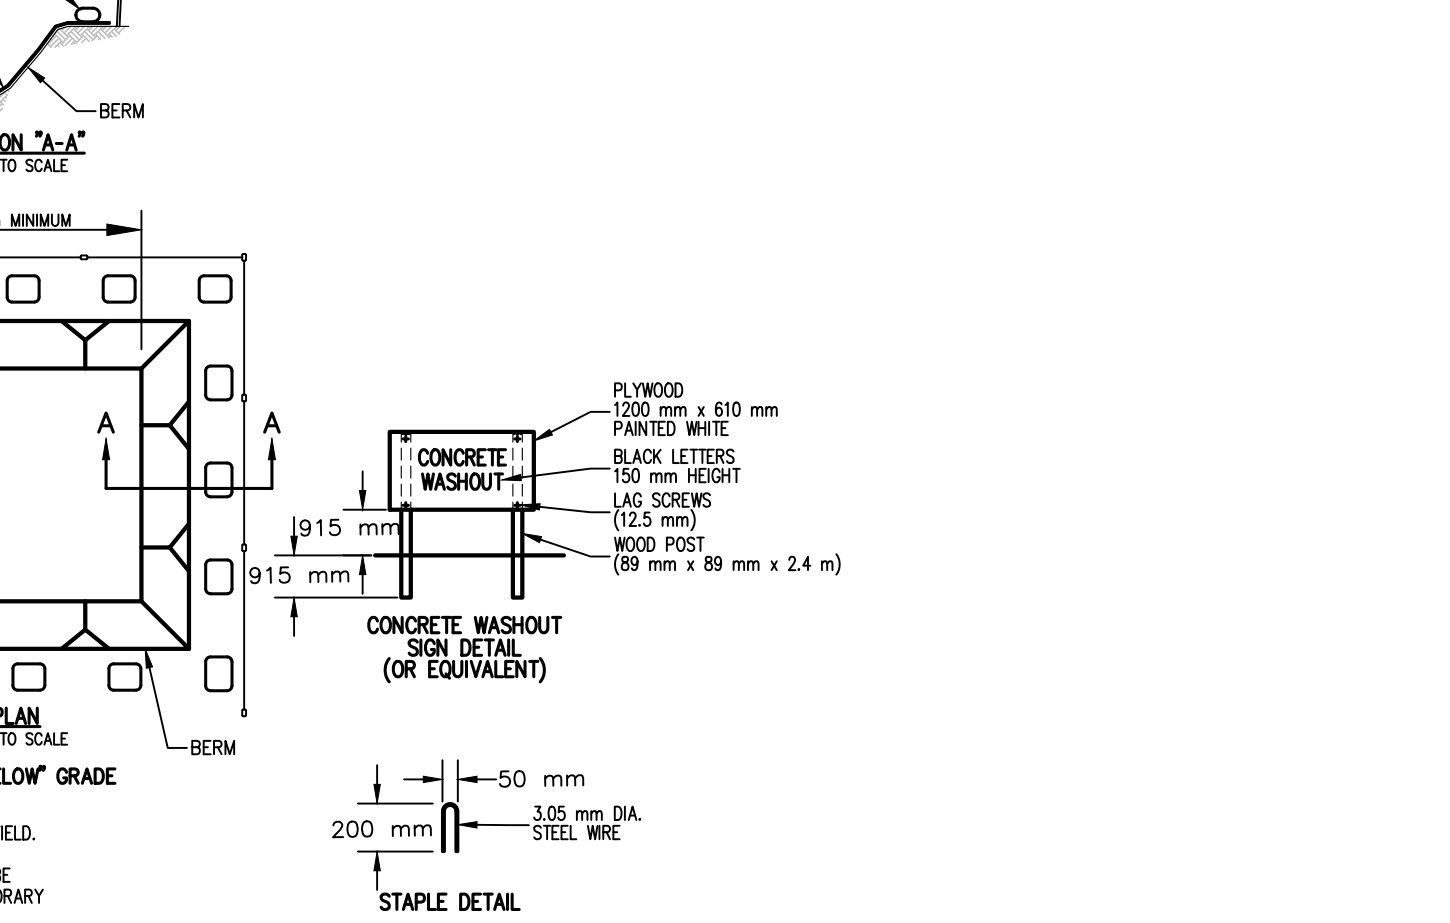 BERM
ON "A-A"
TO SCALE
MINIMUM
A
A
PLYWOOD
1200 mm x 610 mm
PAINTED WHITE
CONCRETE
WASHOUT
BLACK LETTERS
150 mm HEIGHT
LAG SCREWS
(12.5 mm)
915 mm
WOOD POST
(89 mm x 89 mm x 2.4 m)
915 mm
CONCRETE WASHOUT
SIGN DETAIL
(OR EQUIVALENT)
PLAN
TO SCALE
BERM
ELOW" GRADE
50 mm
3.05 mm DIA.
STEEL WIRE
200 mm
IELD.
BE
ORARY
STAPLE DETAIL